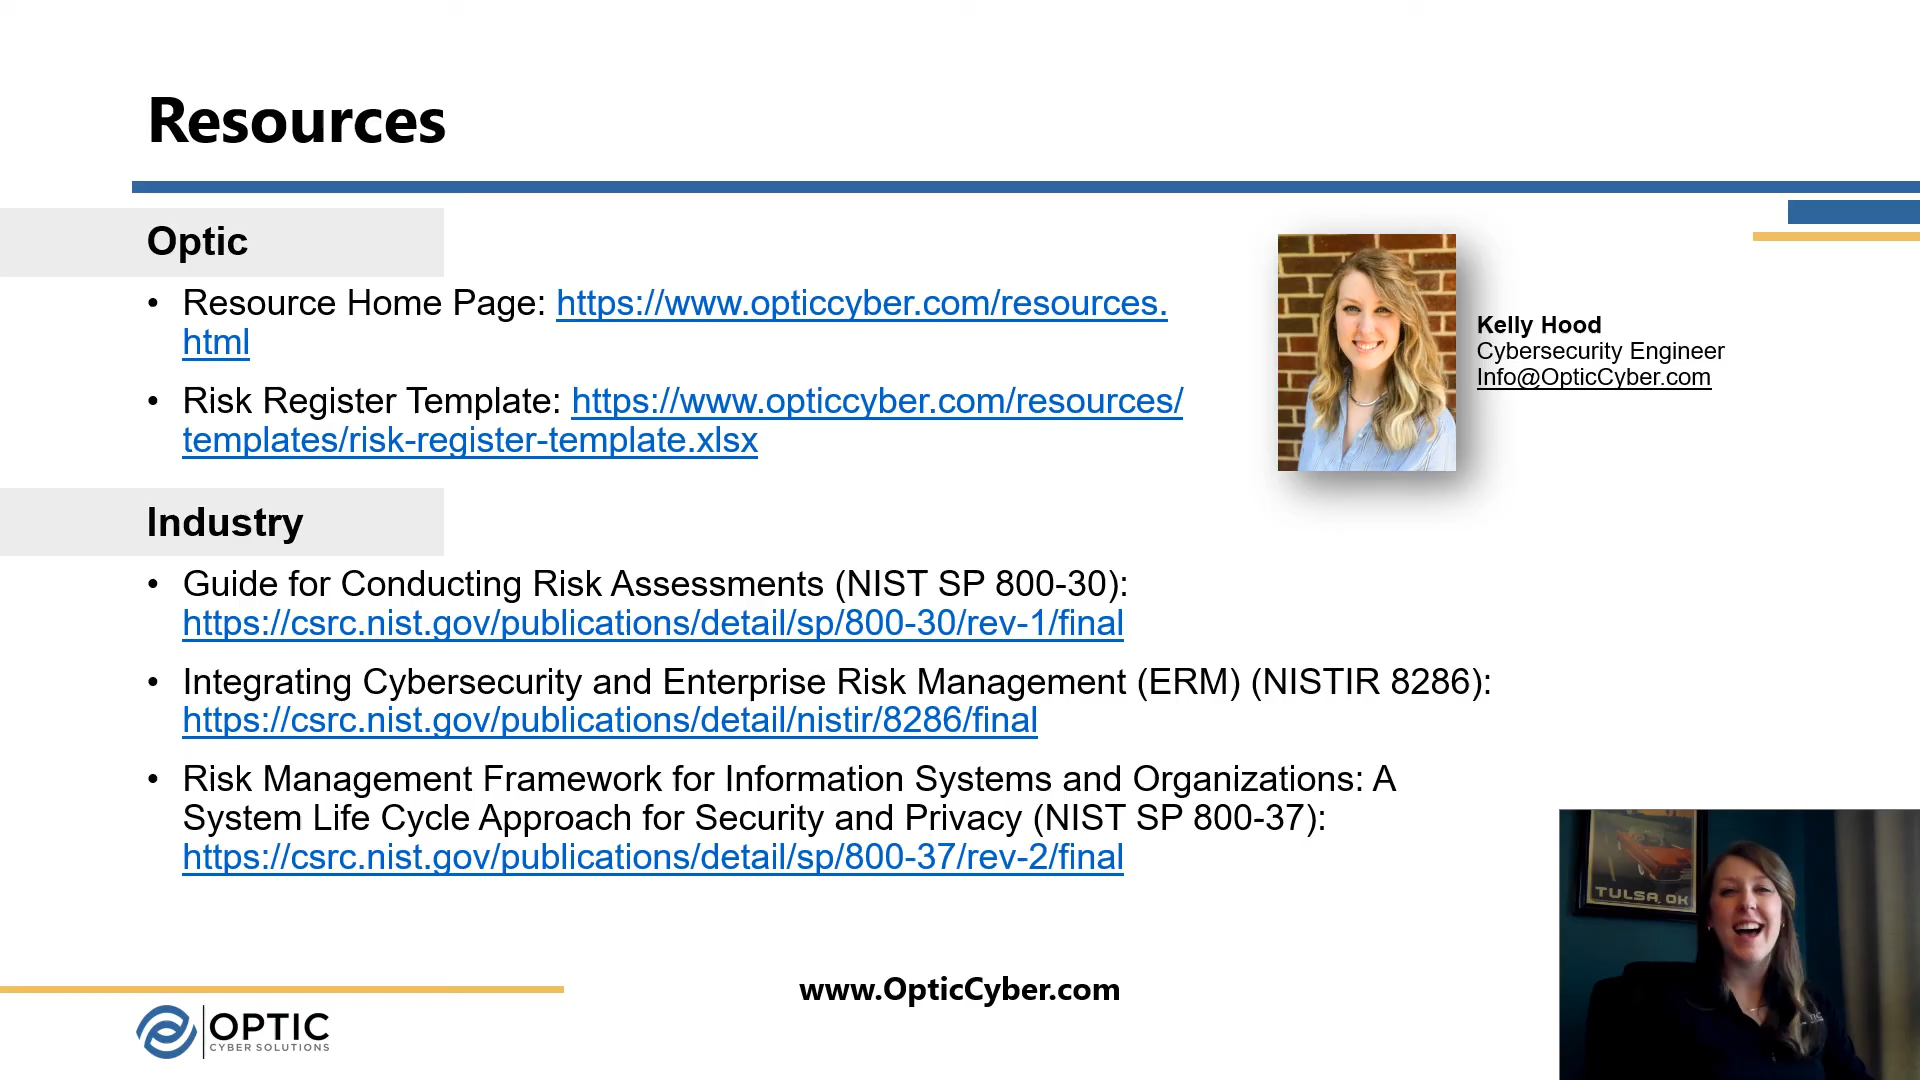 Resources
Optic
• Resource Home Page: https://www.opticcyber.com/resources.
html
• Risk Register Template: https://www.opticcyber.com/resources/
templates/risk-register-template.xlsx
Kelly Hood
Cybersecurity Engineer
Info@OpticCyber.com
Industry
• Guide for Conducting Risk Assessments (NIST SP 800-30):
https://csrc.nist.gov/publications/detail/sp/800-30/rev-1/final
• Integrating Cybersecurity and Enterprise Risk Management (ERM) (NISTIR 8286):
https://csrc.nist.gov/publications/detail/nistir/8286/final
• Risk Management Framework for Information Systems and Organizations: A
System Life Cycle Approach for Security and Privacy (NIST SP 800-37):
https://csrc.nist.gov/publications/detail/sp/800-37/rev-2/final
TULSA, OK
www.OpticCyber.com
OPTIC
CYBER SOLUTIONS